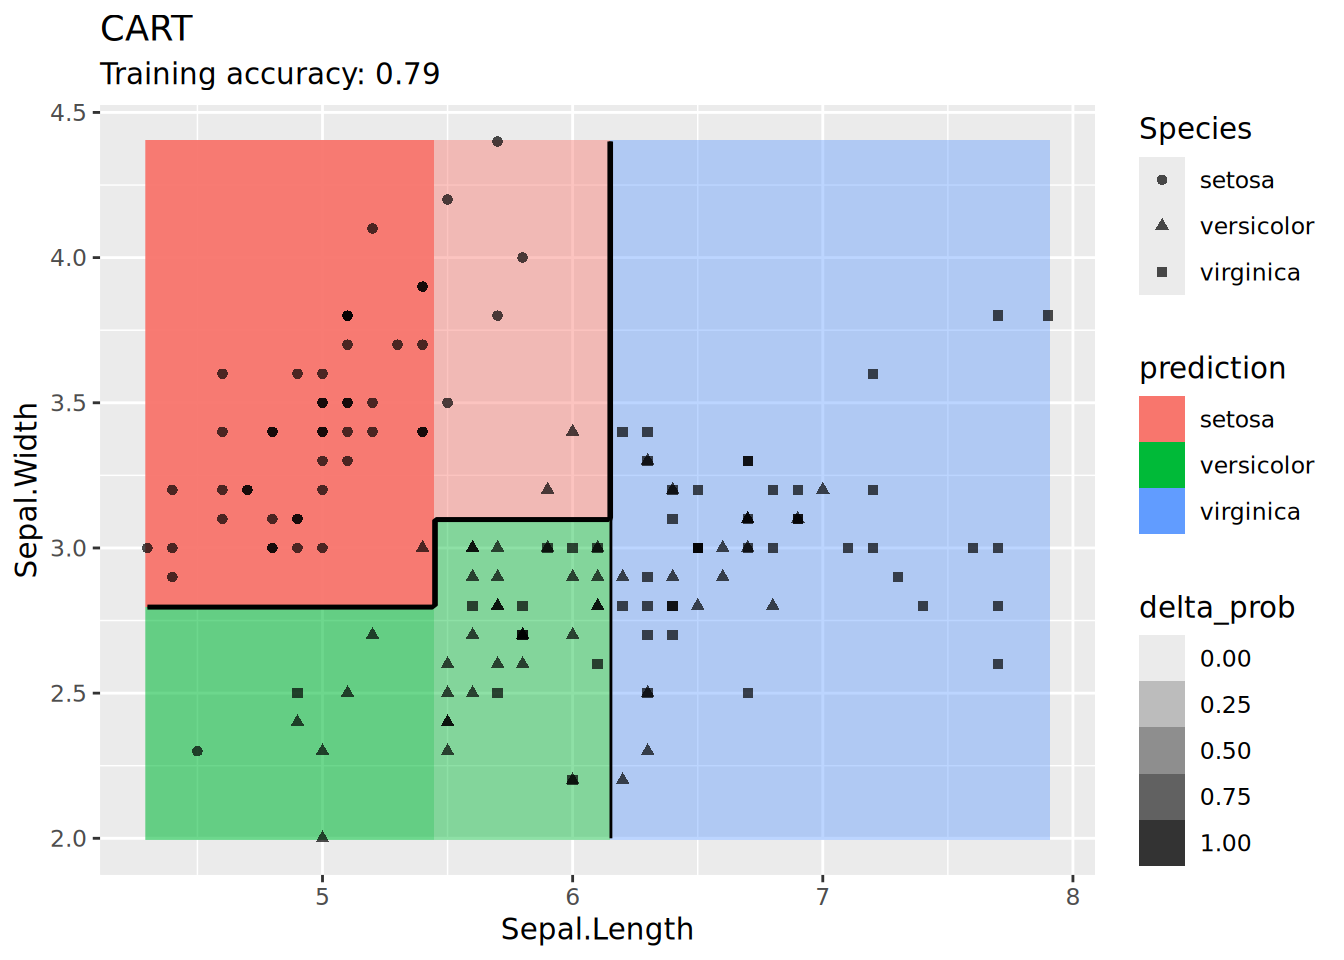 CART
Training accuracy: 0.79
4.5
4.0
3.5
3.0
2.5
2.0
Sepal.Width
5
6
7
8
Sepal.Length
Species
setosa
versicolor
virginica
prediction
setosa
versicolor
virginica
delta_prob
0.00
0.25
0.50
0.75
1.00